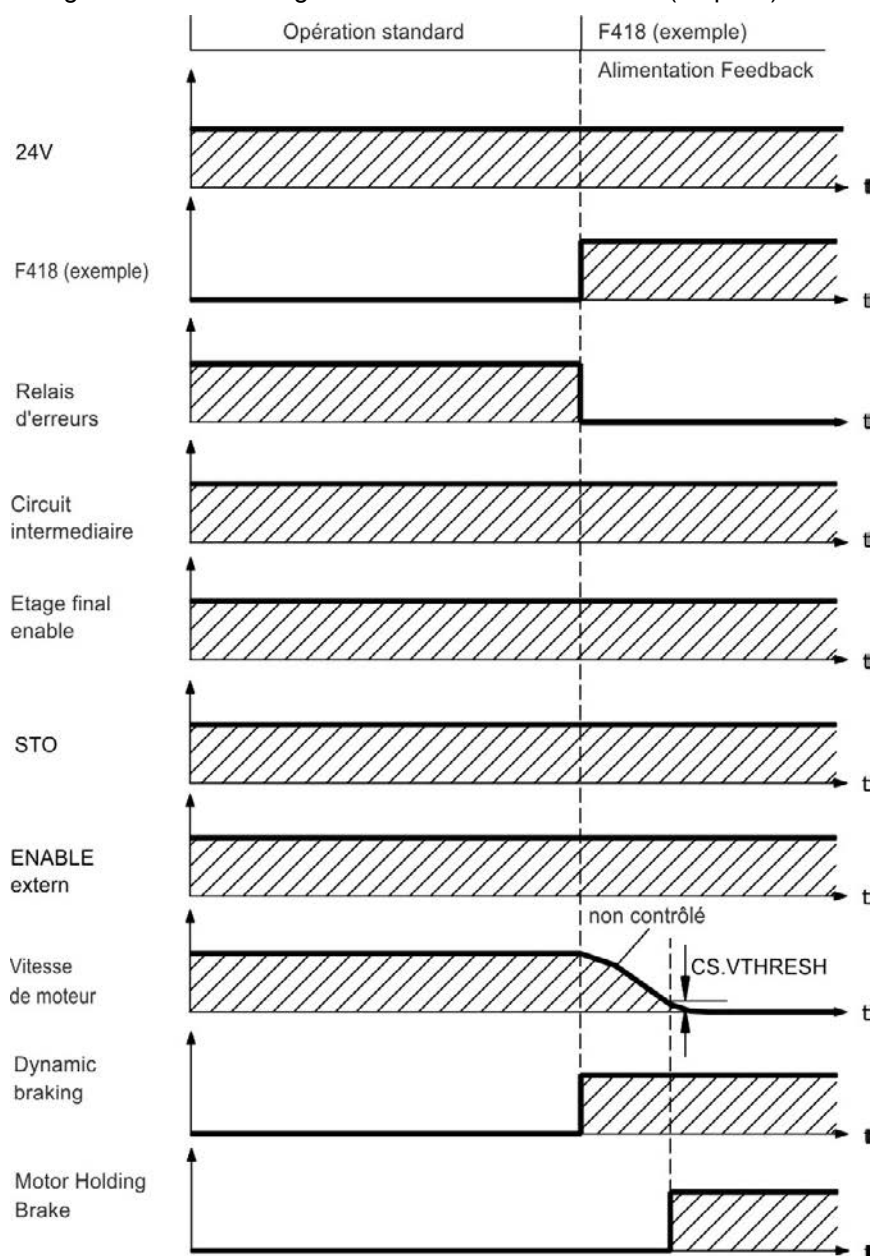 Opération standard
F418 (exemple)
Alimentation Feedback
24V
t
F418 (exemple)
t
Relais
d'erreurs
t
Circuit
intermediaire
t
Etage final
enable
t
STO
t
ENABLE
extern
t
non contrôlé
CS.VTHRESH
Vitesse
de moteur
t
Dynamic
braking
t
Motor Holding
Brake
t